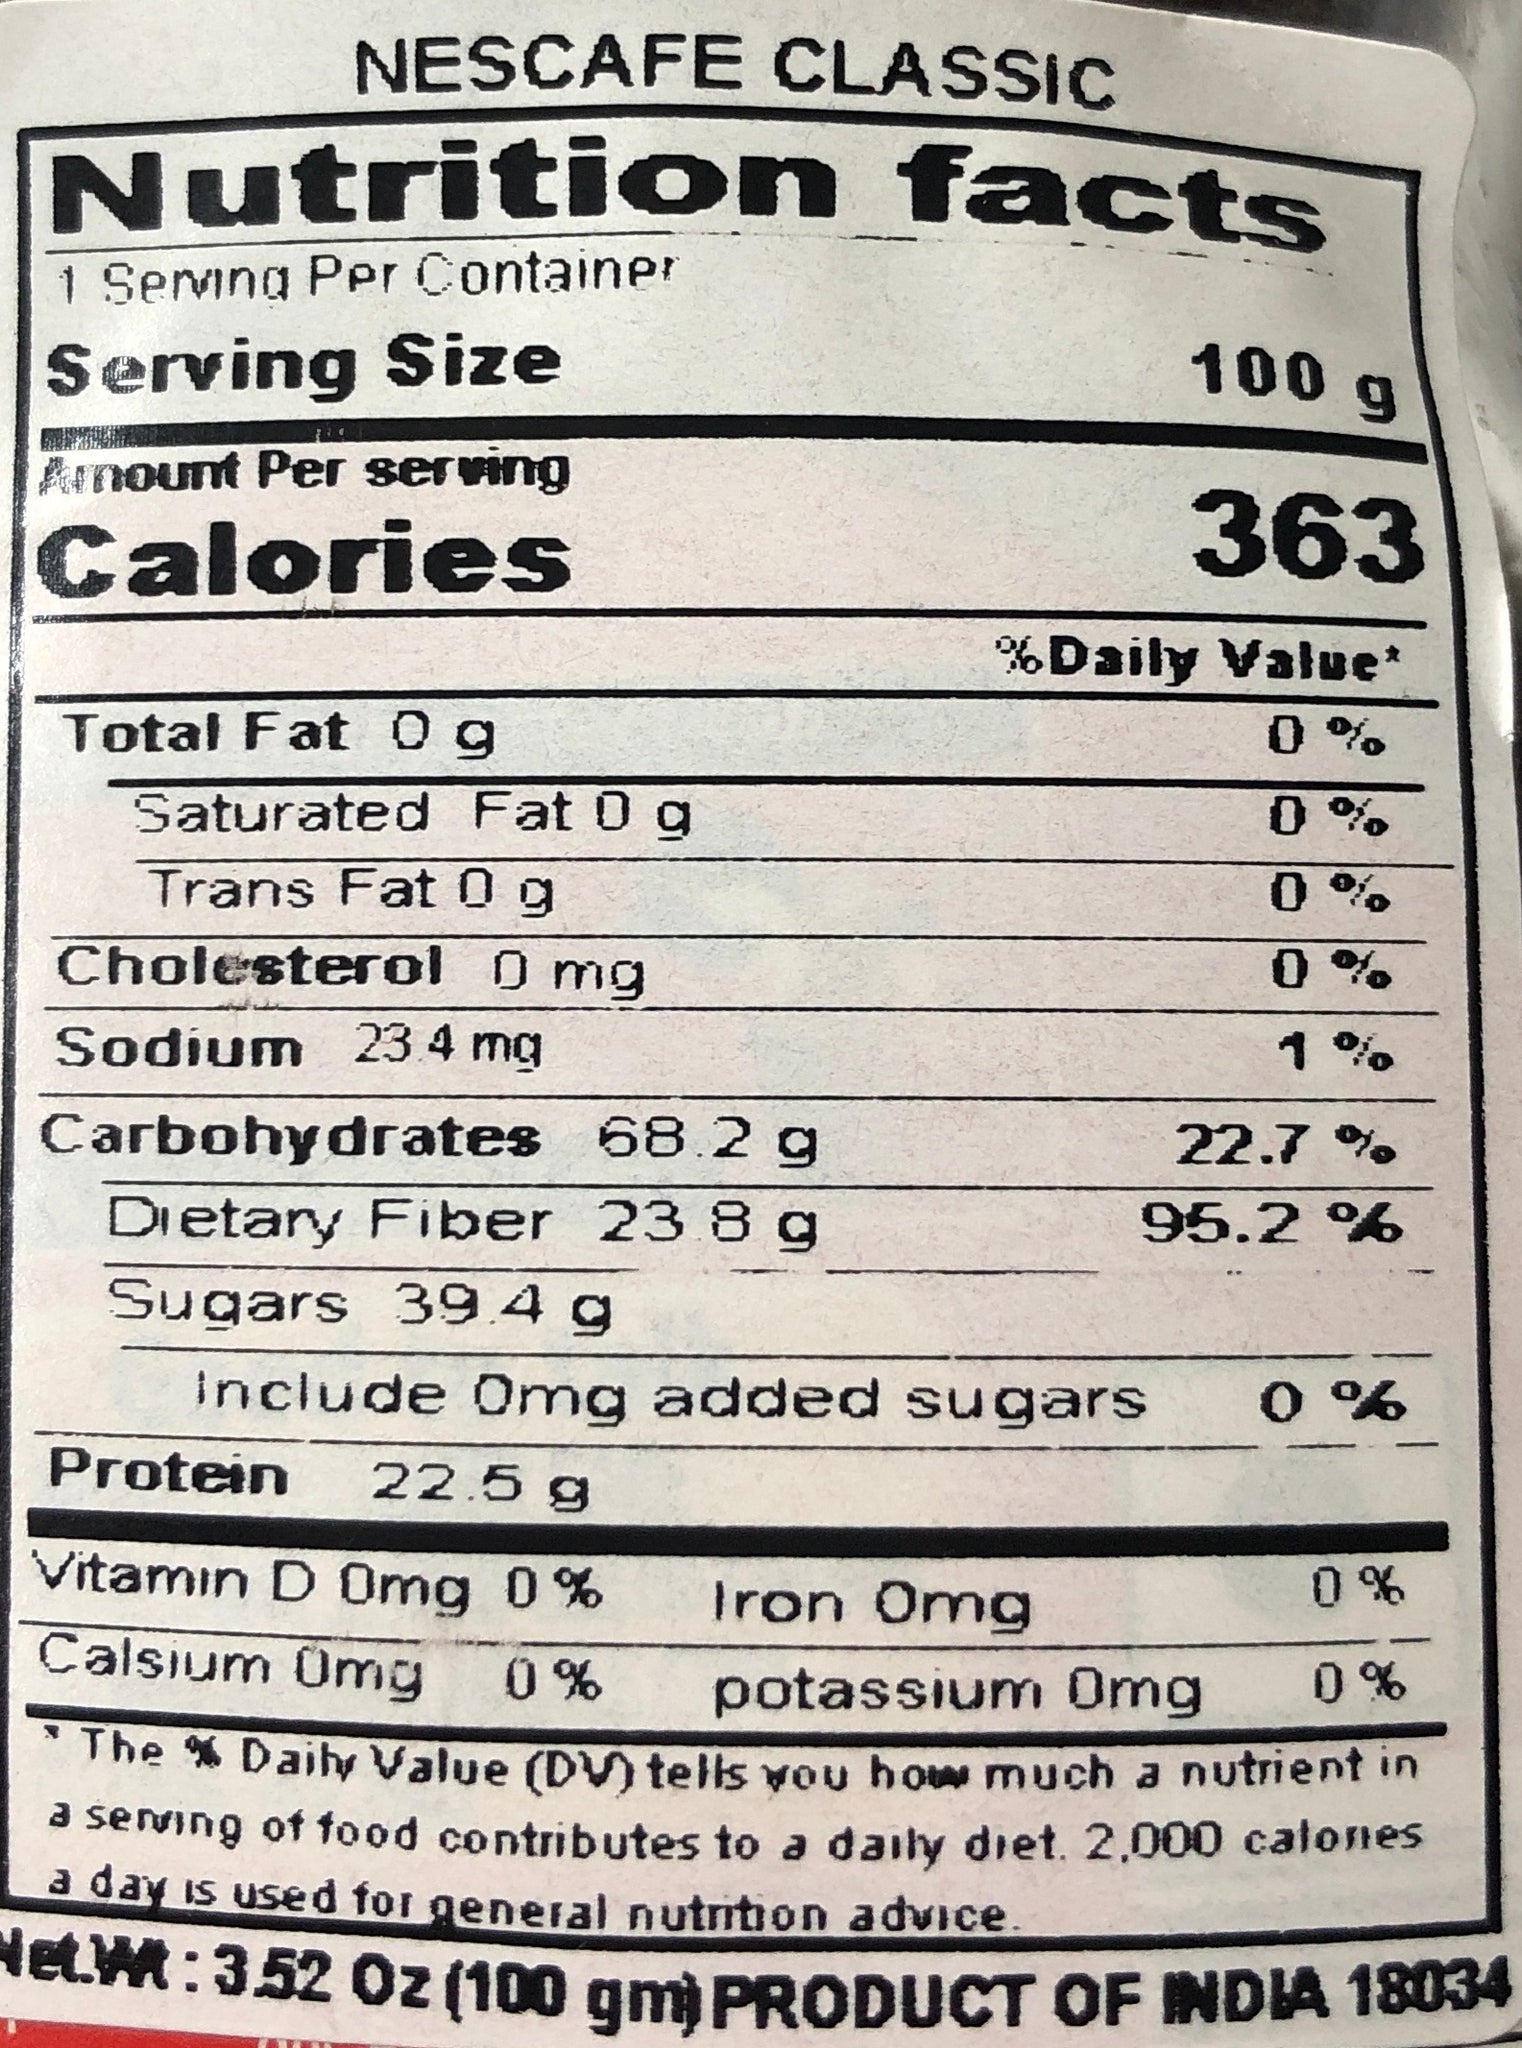 NESCAFE CLASSIC
Nutrition facts
1 Serving Per Container
Serving Size 100 g
Amount Per serving
Calories 363
%Daily Value*
Total Fat 0 g 0 %
Saturated Fat 0 g 0 %
Trans Fat 0 g 0 %
Cholesterol 0 mg 0 %
Sodium 23.4 mg 1 %
Carbohydrates 68.2 g 22.7 %
Dietary Fiber 23.8 g 95.2 %
Sugars 39.4 g
Include 0mg added sugars 0 %
Protein 22.5 g
Vitamin D 0mg 0 % Iron 0mg 0 %
Calsium 0mg 0 % potassium 0mg 0 %
* The % Daily Value (DV) tells you how much a nutrient in
a serving of food contributes to a daily diet. 2,000 calories
a day is used for general nutrition advice.
Net.Wt : 3.52 Oz (100 gm) PRODUCT OF INDIA 18034